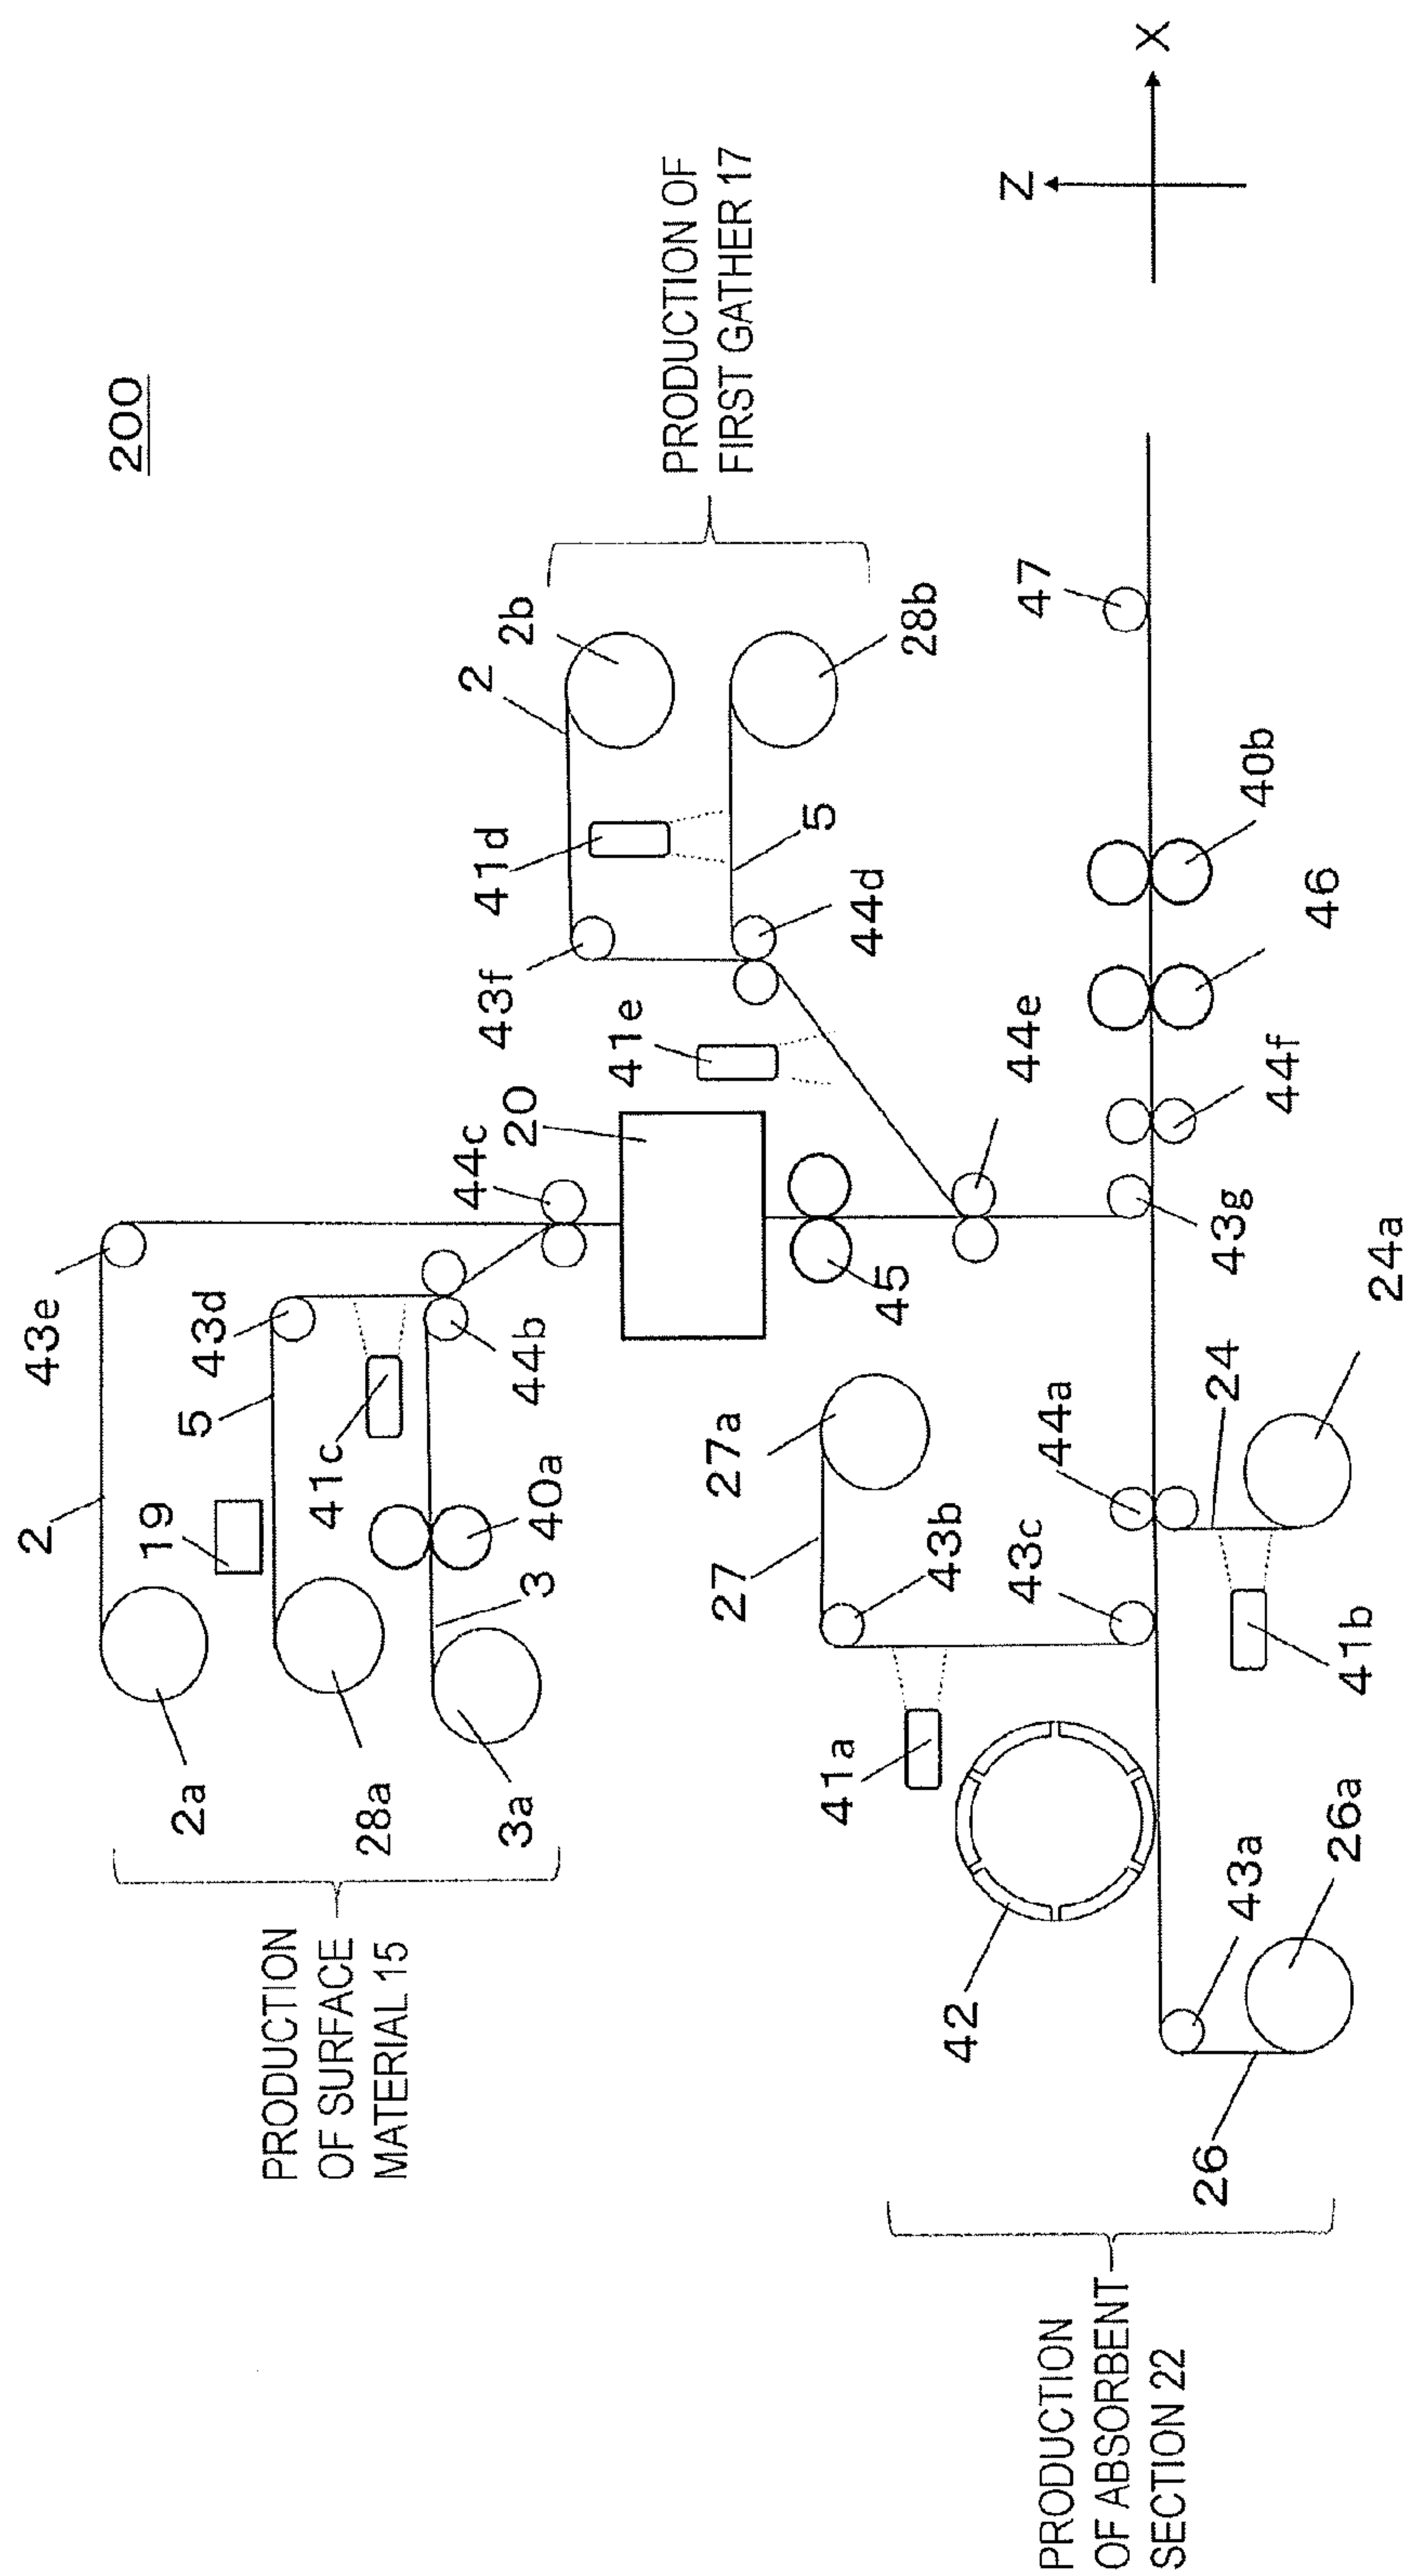 200
43e
2
43d
5
44c
20
2a
19
41c
44b
28a
40a
3
3a
PRODUCTION
OF SURFACE
MATERIAL 15
43f
41d
2
2b
PRODUCTION OF
FIRST GATHER 17
5
28b
41e
44d
44e
45
27a
27
43b
41a
43c
44a
42
43g
44f
46
40b
47
Z
X
24
24a
41b
43a
26a
26
PRODUCTION
OF ABSORBENT
SECTION 22